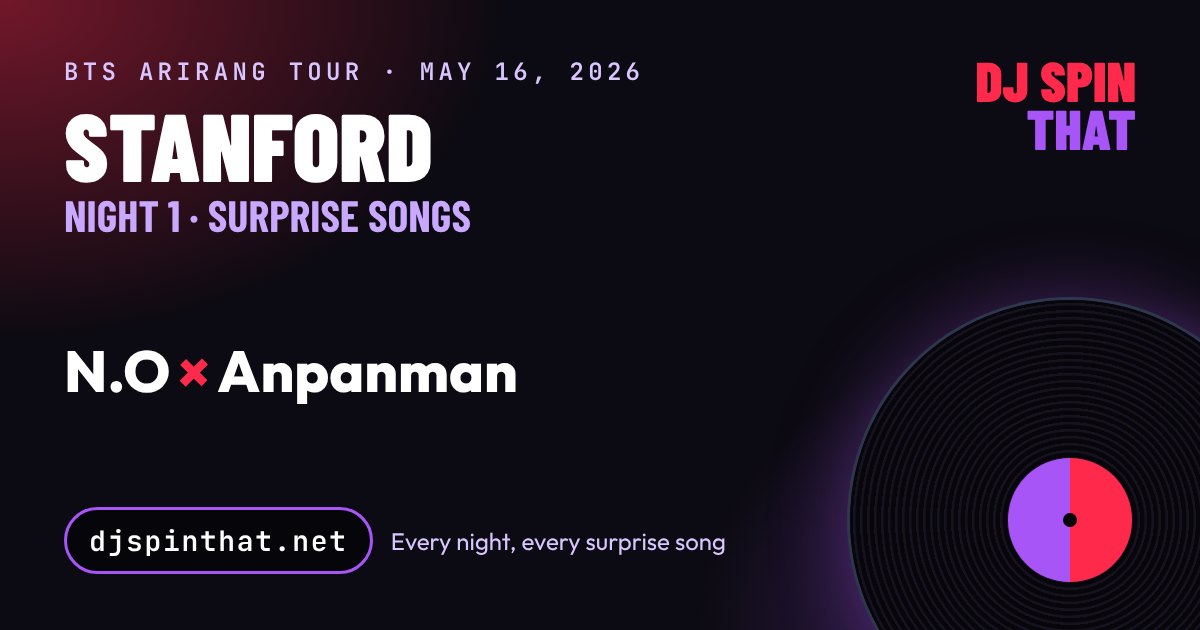 BTS ARIRANG TOUR · MAY 16, 2026
STANFORD
NIGHT 1 · SURPRISE SONGS
DJ SPIN
THAT
N.O × Anpanman
djspinthat.net
Every night, every surprise song